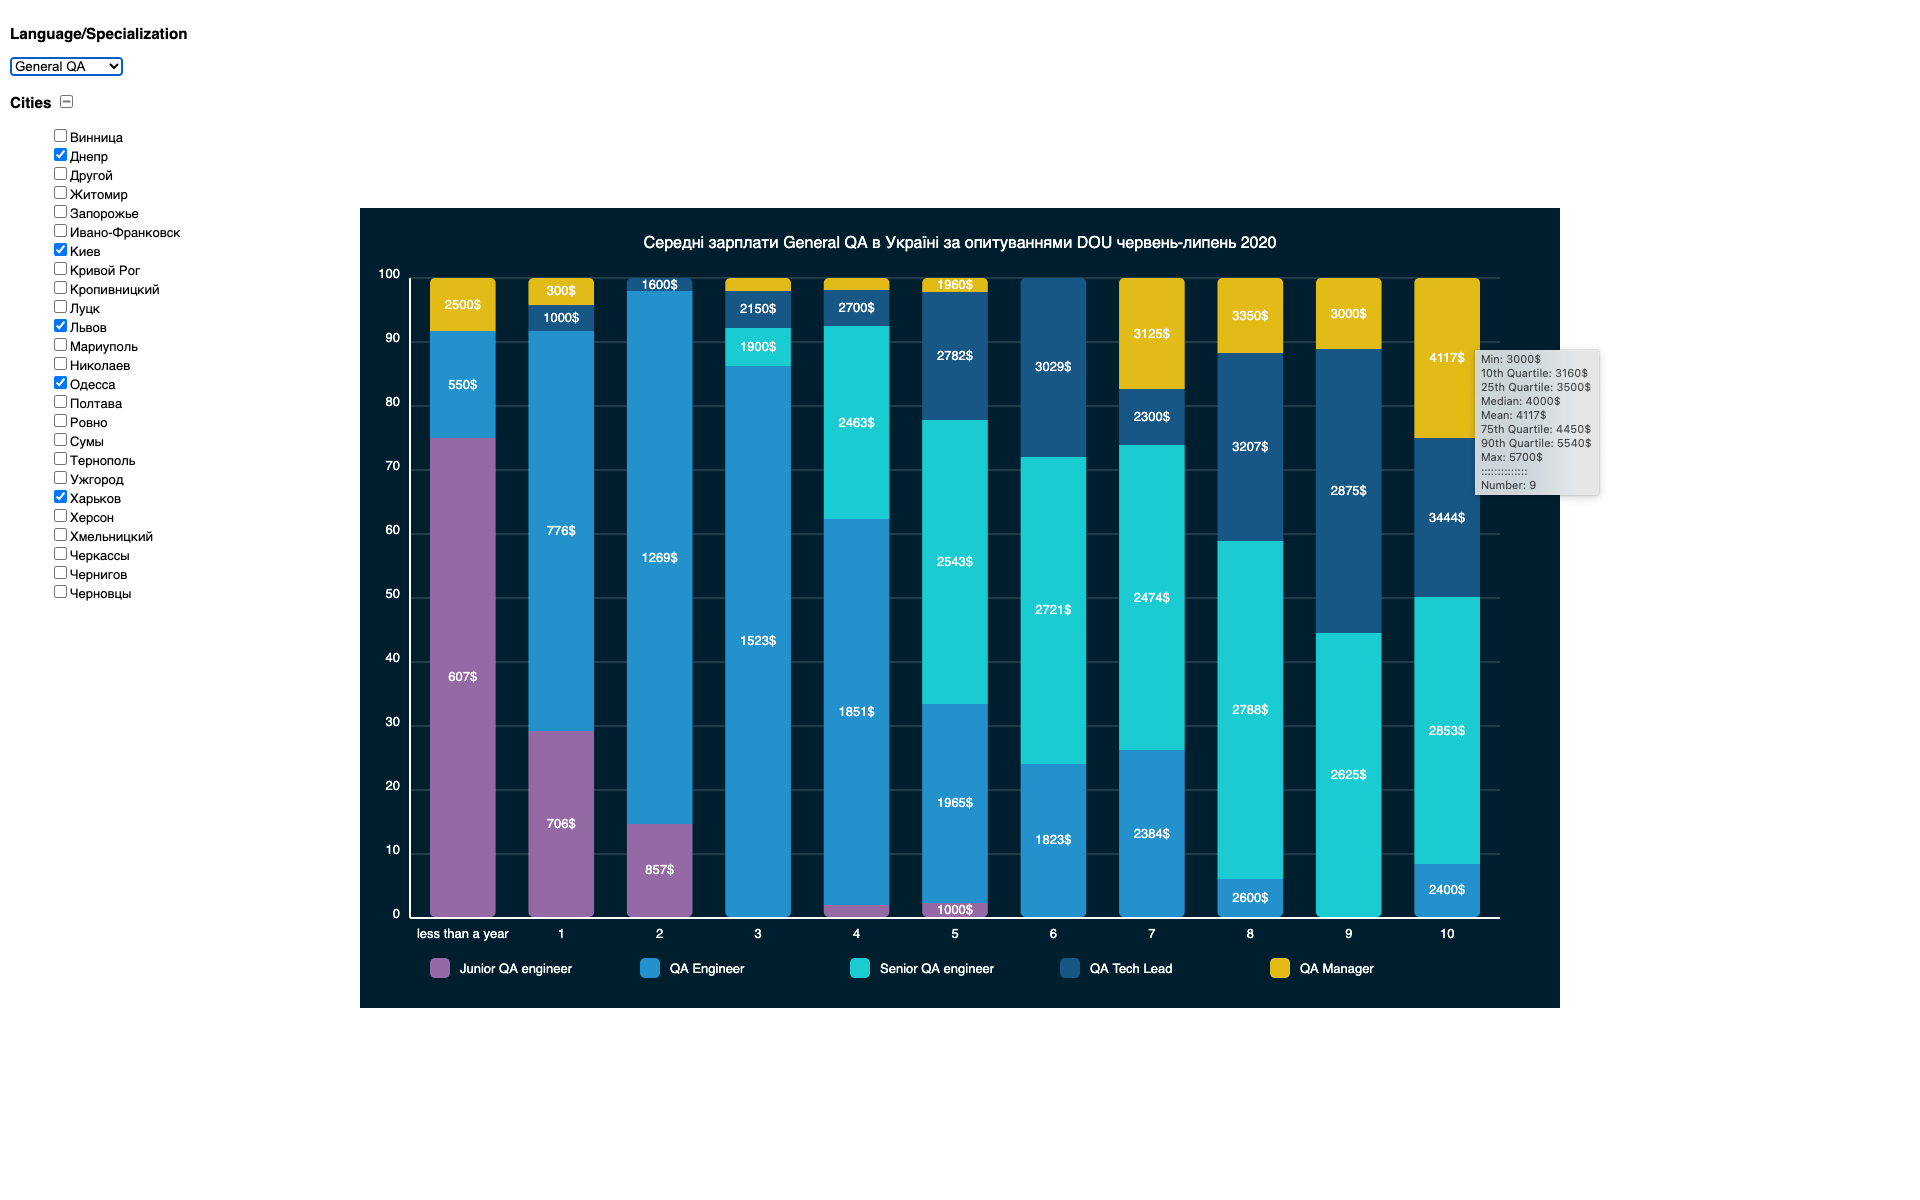 Language/Specialization
General QA
Cities
Винница
Днепр
Другой
Житомир
Запорожье
Ивано-Франковск
Киев
Кривой Рог
Кропивницкий
Луцк
Львов
Мариуполь
Николаев
Одесса
Полтава
Ровно
Сумы
Тернополь
Ужгород
Харьков
Херсон
Хмельницкий
Черкассы
Чернигов
Черновцы
Середні зарплати General QA в Україні за опитуваннями DOU червень-липень 2020
100
90
80
70
60
50
40
30
20
10
0
2500$
550$
607$
300$
1000$
776$
706$
1600$
1269$
857$
2150$
1900$
1523$
2700$
2463$
1851$
1960$
2782$
2543$
1965$
1000$
3029$
2721$
1823$
3125$
2300$
2474$
2384$
3350$
3207$
2788$
2600$
3000$
2875$
2625$
4117$
3444$
2853$
2400$
Min: 3000$
10th Quartile: 3160$
25th Quartile: 3500$
Median: 4000$
Mean: 4117$
75th Quartile: 4450$
90th Quartile: 5540$
Max: 5700$
::::::::::::::
Number: 9
less than a year 1 2 3 4 5 6 7 8 9 10
Junior QA engineer QA Engineer Senior QA engineer QA Tech Lead QA Manager